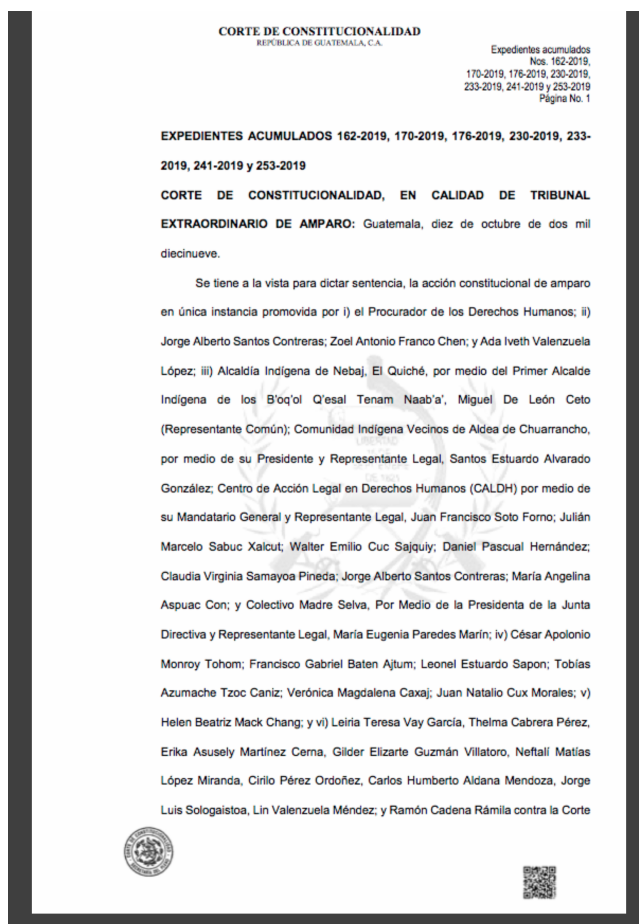 CORTE DE CONSTITUCIONALIDAD
REPÚBLICA DE GUATEMALA, C.A.
Expedientes acumulados
Nos. 162-2019,
170-2019, 176-2019, 230-2019,
233-2019, 241-2019 y 253-2019
Página No. 1
EXPEDIENTES ACUMULADOS 162-2019, 170-2019, 176-2019, 230-2019, 233-
2019, 241-2019 y 253-2019
CORTE DE CONSTITUCIONALIDAD, EN CALIDAD DE TRIBUNAL
EXTRAORDINARIO DE AMPARO: Guatemala, diez de octubre de dos mil
diecinueve.
Se tiene a la vista para dictar sentencia, la acción constitucional de amparo
en única instancia promovida por i) el Procurador de los Derechos Humanos; ii)
Jorge Alberto Santos Contreras; Zoel Antonio Franco Chen; y Ada Iveth Valenzuela
López; iii) Alcaldía Indígena de Nebaj, El Quiché, por medio del Primer Alcalde
Indígena de los B'oq'ol Q'esal Tenam Naab'a', Miguel De León Ceto
(Representante Común); Comunidad Indígena Vecinos de Aldea de Chuarrancho,
por medio de su Presidente y Representante Legal, Santos Estuardo Alvarado
González; Centro de Acción Legal en Derechos Humanos (CALDH) por medio de
su Mandatario General y Representante Legal, Juan Francisco Soto Forno; Julián
Marcelo Sabuc Xalcut; Walter Emilio Cuc Sajquiy; Daniel Pascual Hernández;
Claudia Virginia Samayoa Pineda; Jorge Alberto Santos Contreras; María Angelina
Aspuac Con; y Colectivo Madre Selva, Por Medio de la Presidenta de la Junta
Directiva y Representante Legal, María Eugenia Paredes Marín; iv) César Apolonio
Monroy Tohom; Francisco Gabriel Baten Ajtum; Leonel Estuardo Sapon; Tobías
Azumache Tzoc Caniz; Verónica Magdalena Caxaj; Juan Natalio Cux Morales; v)
Helen Beatriz Mack Chang; y vi) Leiria Teresa Vay García, Thelma Cabrera Pérez,
Erika Asusely Martínez Cerna, Gilder Elizarte Guzmán Villatoro, Neftalí Matías
López Miranda, Cirilo Pérez Ordoñez, Carlos Humberto Aldana Mendoza, Jorge
Luis Sologaistoa, Lin Valenzuela Méndez; y Ramón Cadena Rámila contra la Corte